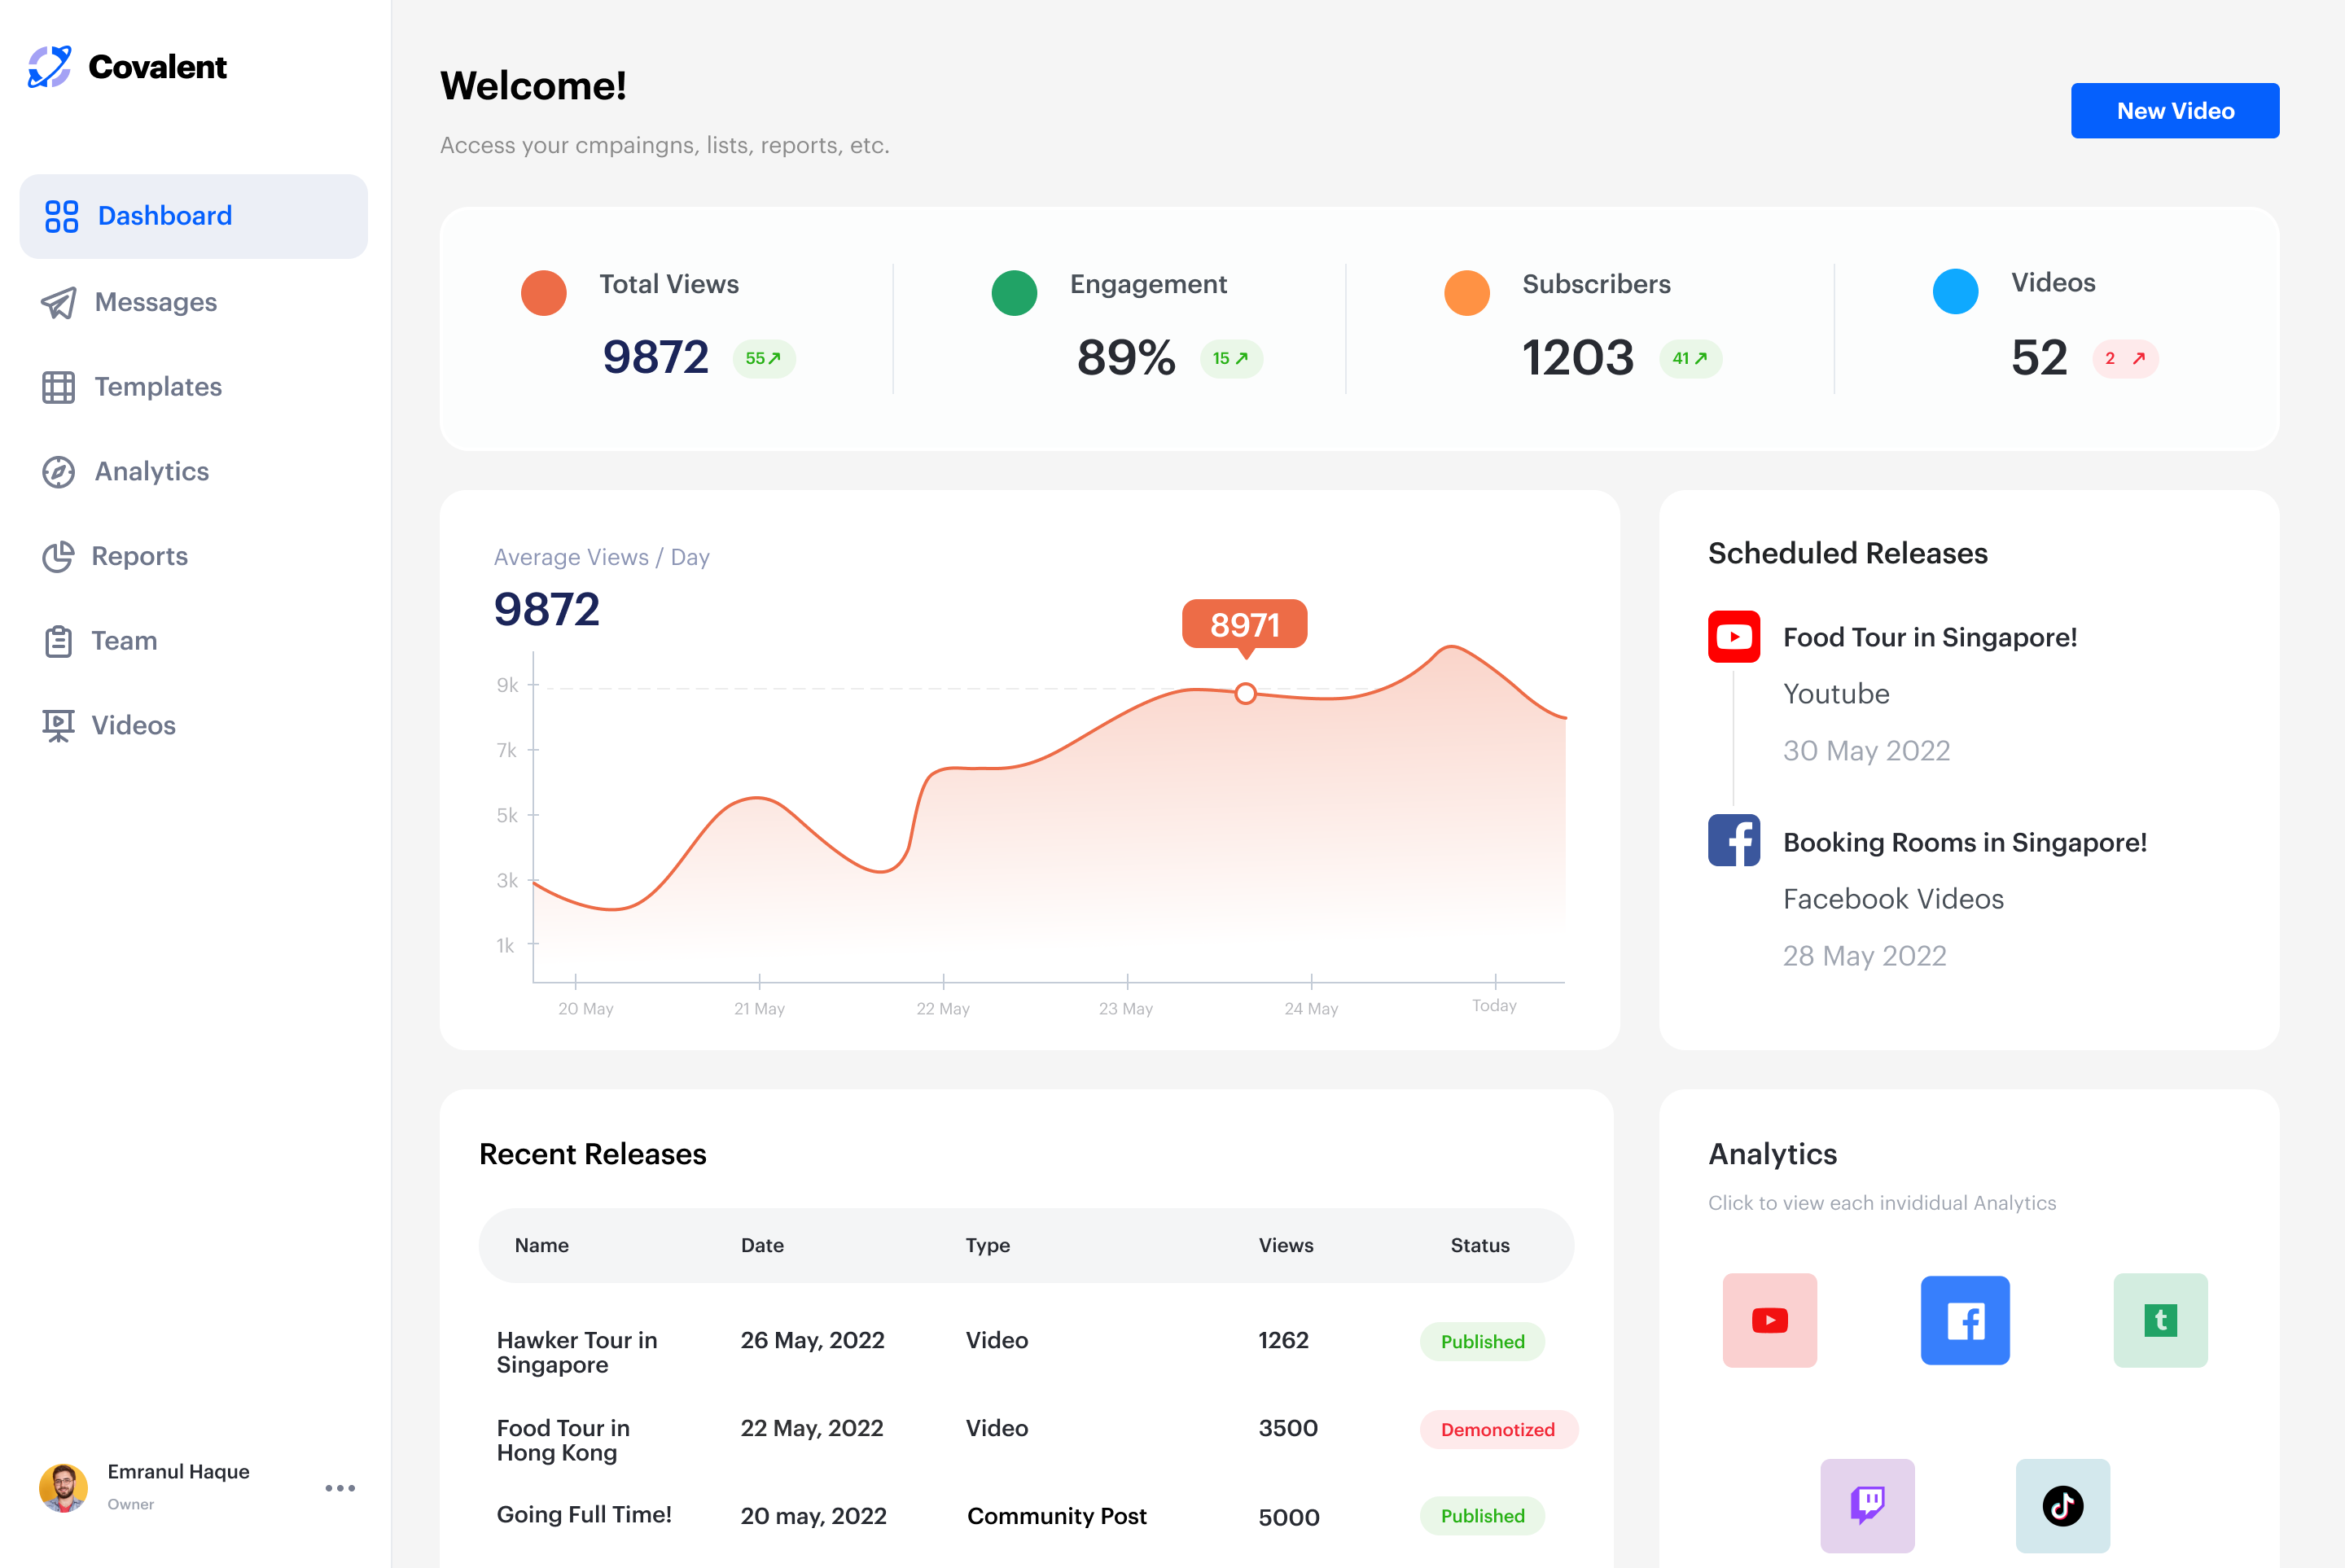 Covalent
Dashboard
Messages
Templates
Analytics
Reports
Team
Videos
Emranul Haque
Owner
Welcome!
Access your cmpaingns, lists, reports, etc.
New Video
Total Views
9872
55
Engagement
89%
15
Subscribers
1203
41
Videos
52
2
Average Views / Day
9872
8971
9k
7k
5k
3k
1k
20 May
21 May
22 May
23 May
24 May
Today
Scheduled Releases
Food Tour in Singapore!
Youtube
30 May 2022
Booking Rooms in Singapore!
Facebook Videos
28 May 2022
Recent Releases
Name Date Type Views Status
Hawker Tour in
Singapore
26 May, 2022
Video
1262
Published
Food Tour in
Hong Kong
22 May, 2022
Video
3500
Demonotized
Going Full Time!
20 may, 2022
Community Post
5000
Published
Analytics
Click to view each invididual Analytics